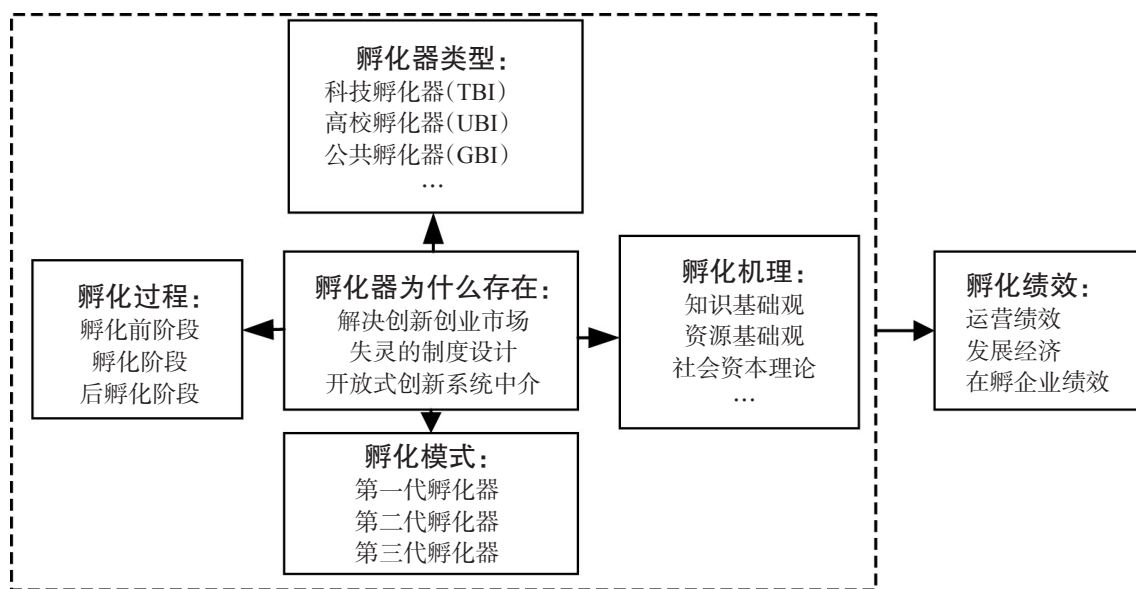 孵化器类型：
科技孵化器（TBI）
高校孵化器（UBI）
公共孵化器（GBI）
…
孵化过程：
孵化前阶段
孵化阶段
后孵化阶段
孵化器为什么存在：
解决创新创业市场
失灵的制度设计
开放式创新系统中介
孵化机理：
知识基础观
资源基础观
社会资本理论
…
孵化绩效：
运营绩效
发展经济
在孵企业绩效
孵化模式：
第一代孵化器
第二代孵化器
第三代孵化器